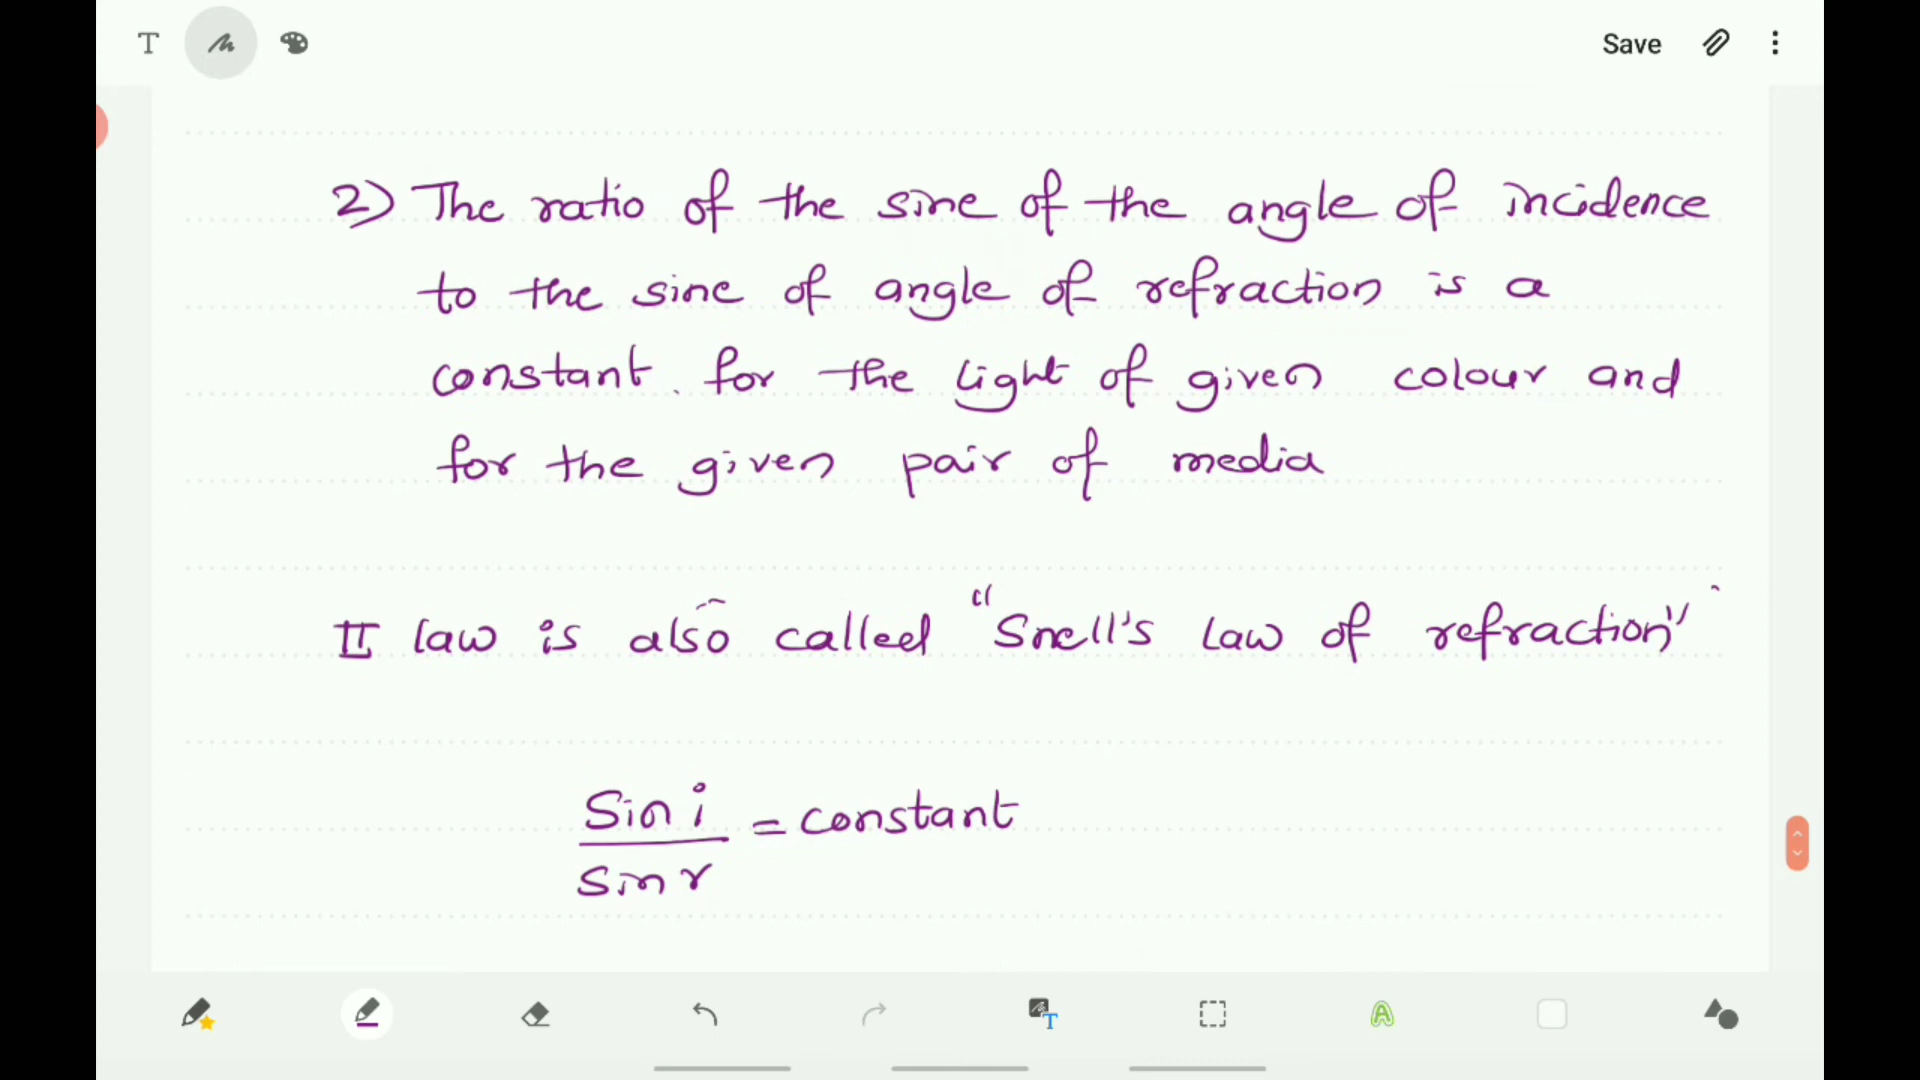 T
Save
2) The ratio of the sine of the angle of incidence
to the sine of angle of refraction is a
constant. for the light of given colour and
for the given pair of media
II law is also called "Snell's law of refraction"
Sin i
= constant
sin r
T
A